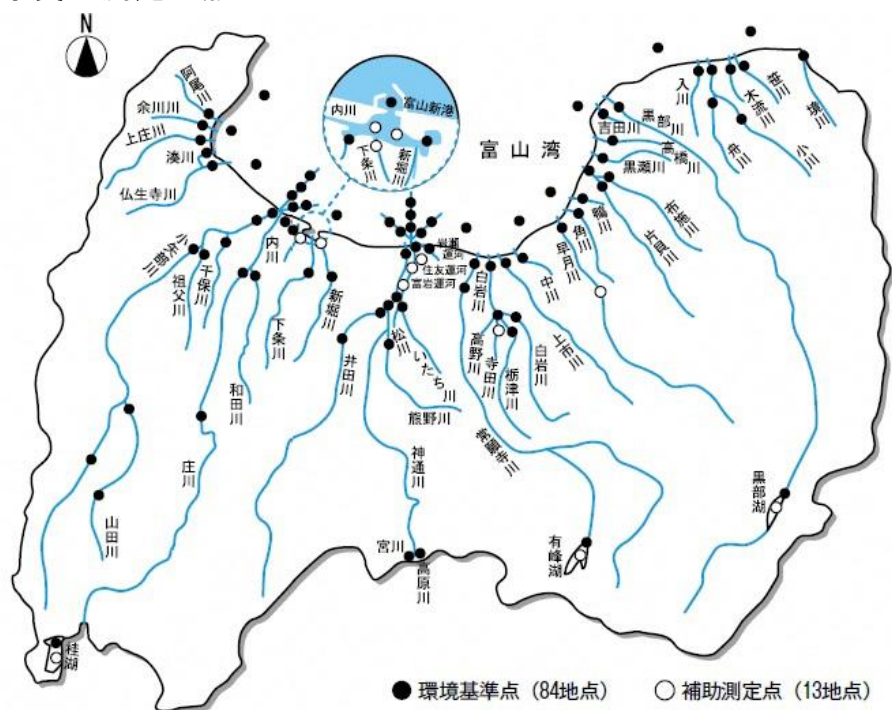 N
阿尾川
余川川
上庄川
湊川
仏生寺川
内川
富山新港
下条川
新堀川
富山湾
入川
木流川
笹川
境川
舟川
小川
吉田川
黒部川
高橋川
黒瀬川
布施川
片貝川
鴨川
角川
早月川
中川
上市川
白岩川
岩瀬運河
住友運河
富岩運河
小矢部川
祖父川
千保川
内川
庄川
和田川
下条川
新堀川
井田川
松川
いたち川
熊野川
神通川
高野川
寺田川
栃津川
白岩川
常願寺川
山田川
宮川
高原川
有峰湖
黒部湖
桂湖
● 環境基準点（84地点）　○ 補助測定点（13地点）